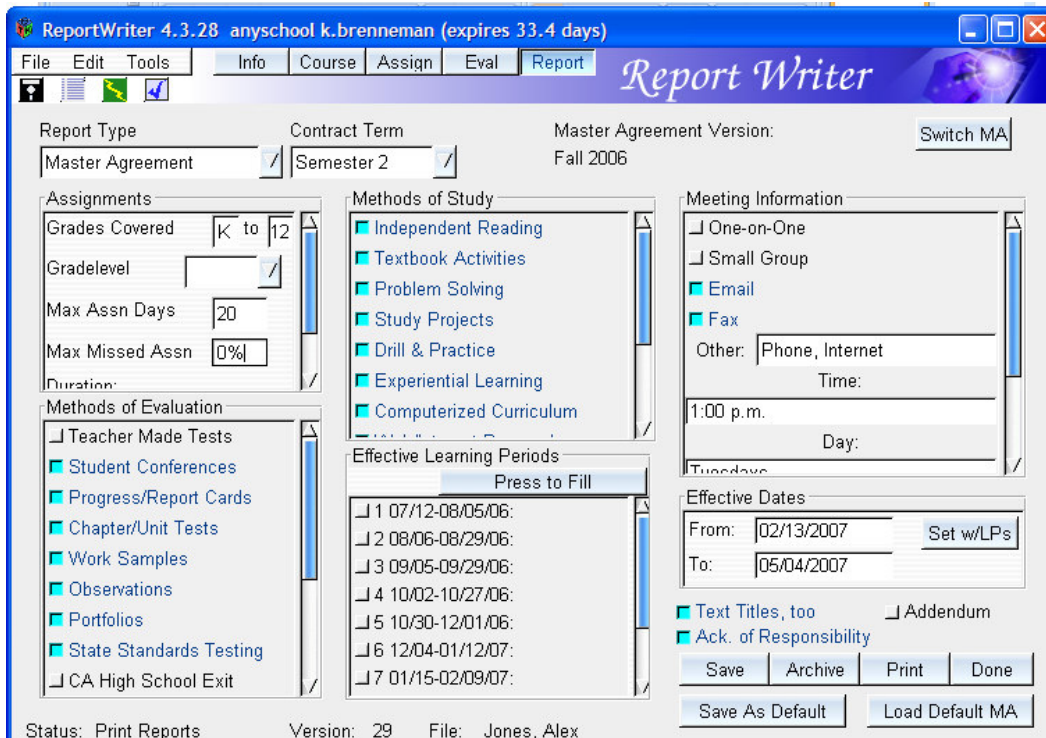 ReportWriter 4.3.28 anyschool k.brenneman (expires 33.4 days)
File Edit Tools Info Course Assign Eval Report
Report Writer
Report Type
Master Agreement
Contract Term
Semester 2
Master Agreement Version:
Fall 2006
Switch MA
Assignments
Grades Covered K to 12
Gradelevel
Max Assn Days 20
Max Missed Assn 0%
Duration:
Methods of Study
Independent Reading
Textbook Activities
Problem Solving
Study Projects
Drill & Practice
Experiential Learning
Computerized Curriculum
Meeting Information
One-on-One
Small Group
Email
Fax
Other: Phone, Internet
Time:
1:00 p.m.
Day:
Tuesdays
Methods of Evaluation
Teacher Made Tests
Student Conferences
Progress/Report Cards
Chapter/Unit Tests
Work Samples
Observations
Portfolios
State Standards Testing
CA High School Exit
Effective Learning Periods
Press to Fill
1 07/12-08/05/06:
2 08/06-08/29/06:
3 09/05-09/29/06:
4 10/02-10/27/06:
5 10/30-12/01/06:
6 12/04-01/12/07:
7 01/15-02/09/07:
Effective Dates
From: 02/13/2007
To: 05/04/2007
Set w/LPs
Text Titles, too Addendum
Ack. of Responsibility
Save Archive Print Done
Save As Default Load Default MA
Status: Print Reports Version: 29 File: Jones, Alex